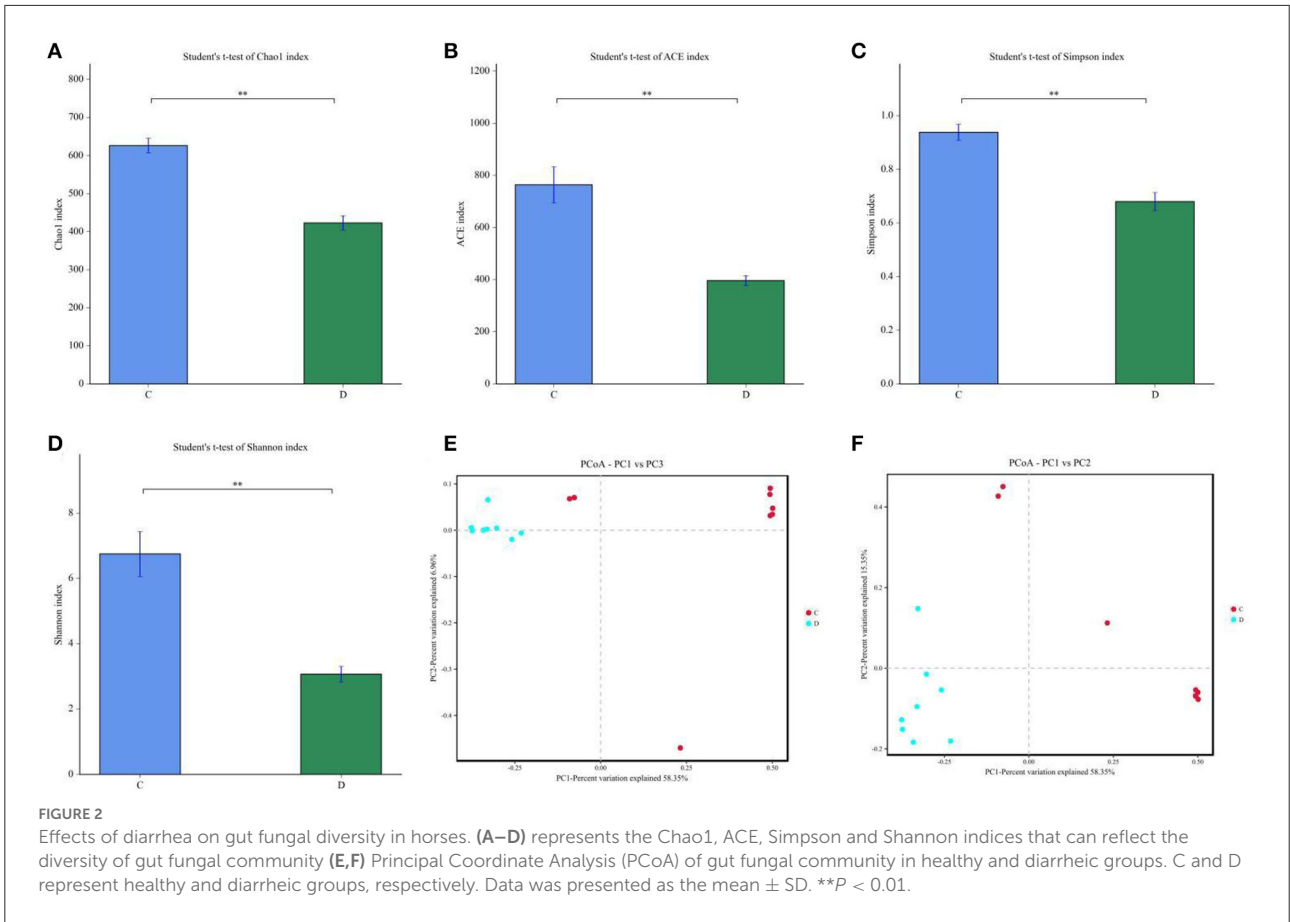 A
Student's t-test of Chao1 index
800
700
600
500
400
300
200
100
0
Chao1 index
**
C
D
B
Student's t-test of ACE index
1200
1000
800
600
400
200
0
ACE index
**
C
D
C
Student's t-test of Simpson index
1.0
0.8
0.6
0.4
0.2
0.0
Simpson index
**
C
D
D
Student's t-test of Shannon index
8
6
4
2
0
Shannon index
**
C
D
E
PCoA - PC1 vs PC3
0.1
0.0
-0.1
-0.2
-0.3
-0.4
PC2-Percent variation explained 6.96%
-0.25
0.00
0.25
0.50
PC1-Percent variation explained 58.35%
C
D
F
PCoA - PC1 vs PC2
0.4
0.2
0.0
-0.2
PC2-Percent variation explained 15.35%
-0.25
0.00
0.25
0.50
PC1-Percent variation explained 58.35%
C
D
FIGURE 2
Effects of diarrhea on gut fungal diversity in horses. (A–D) represents the Chao1, ACE, Simpson and Shannon indices that can reflect the
diversity of gut fungal community (E,F) Principal Coordinate Analysis (PCoA) of gut fungal community in healthy and diarrheic groups. C and D
represent healthy and diarrheic groups, respectively. Data was presented as the mean ± SD. **P < 0.01.